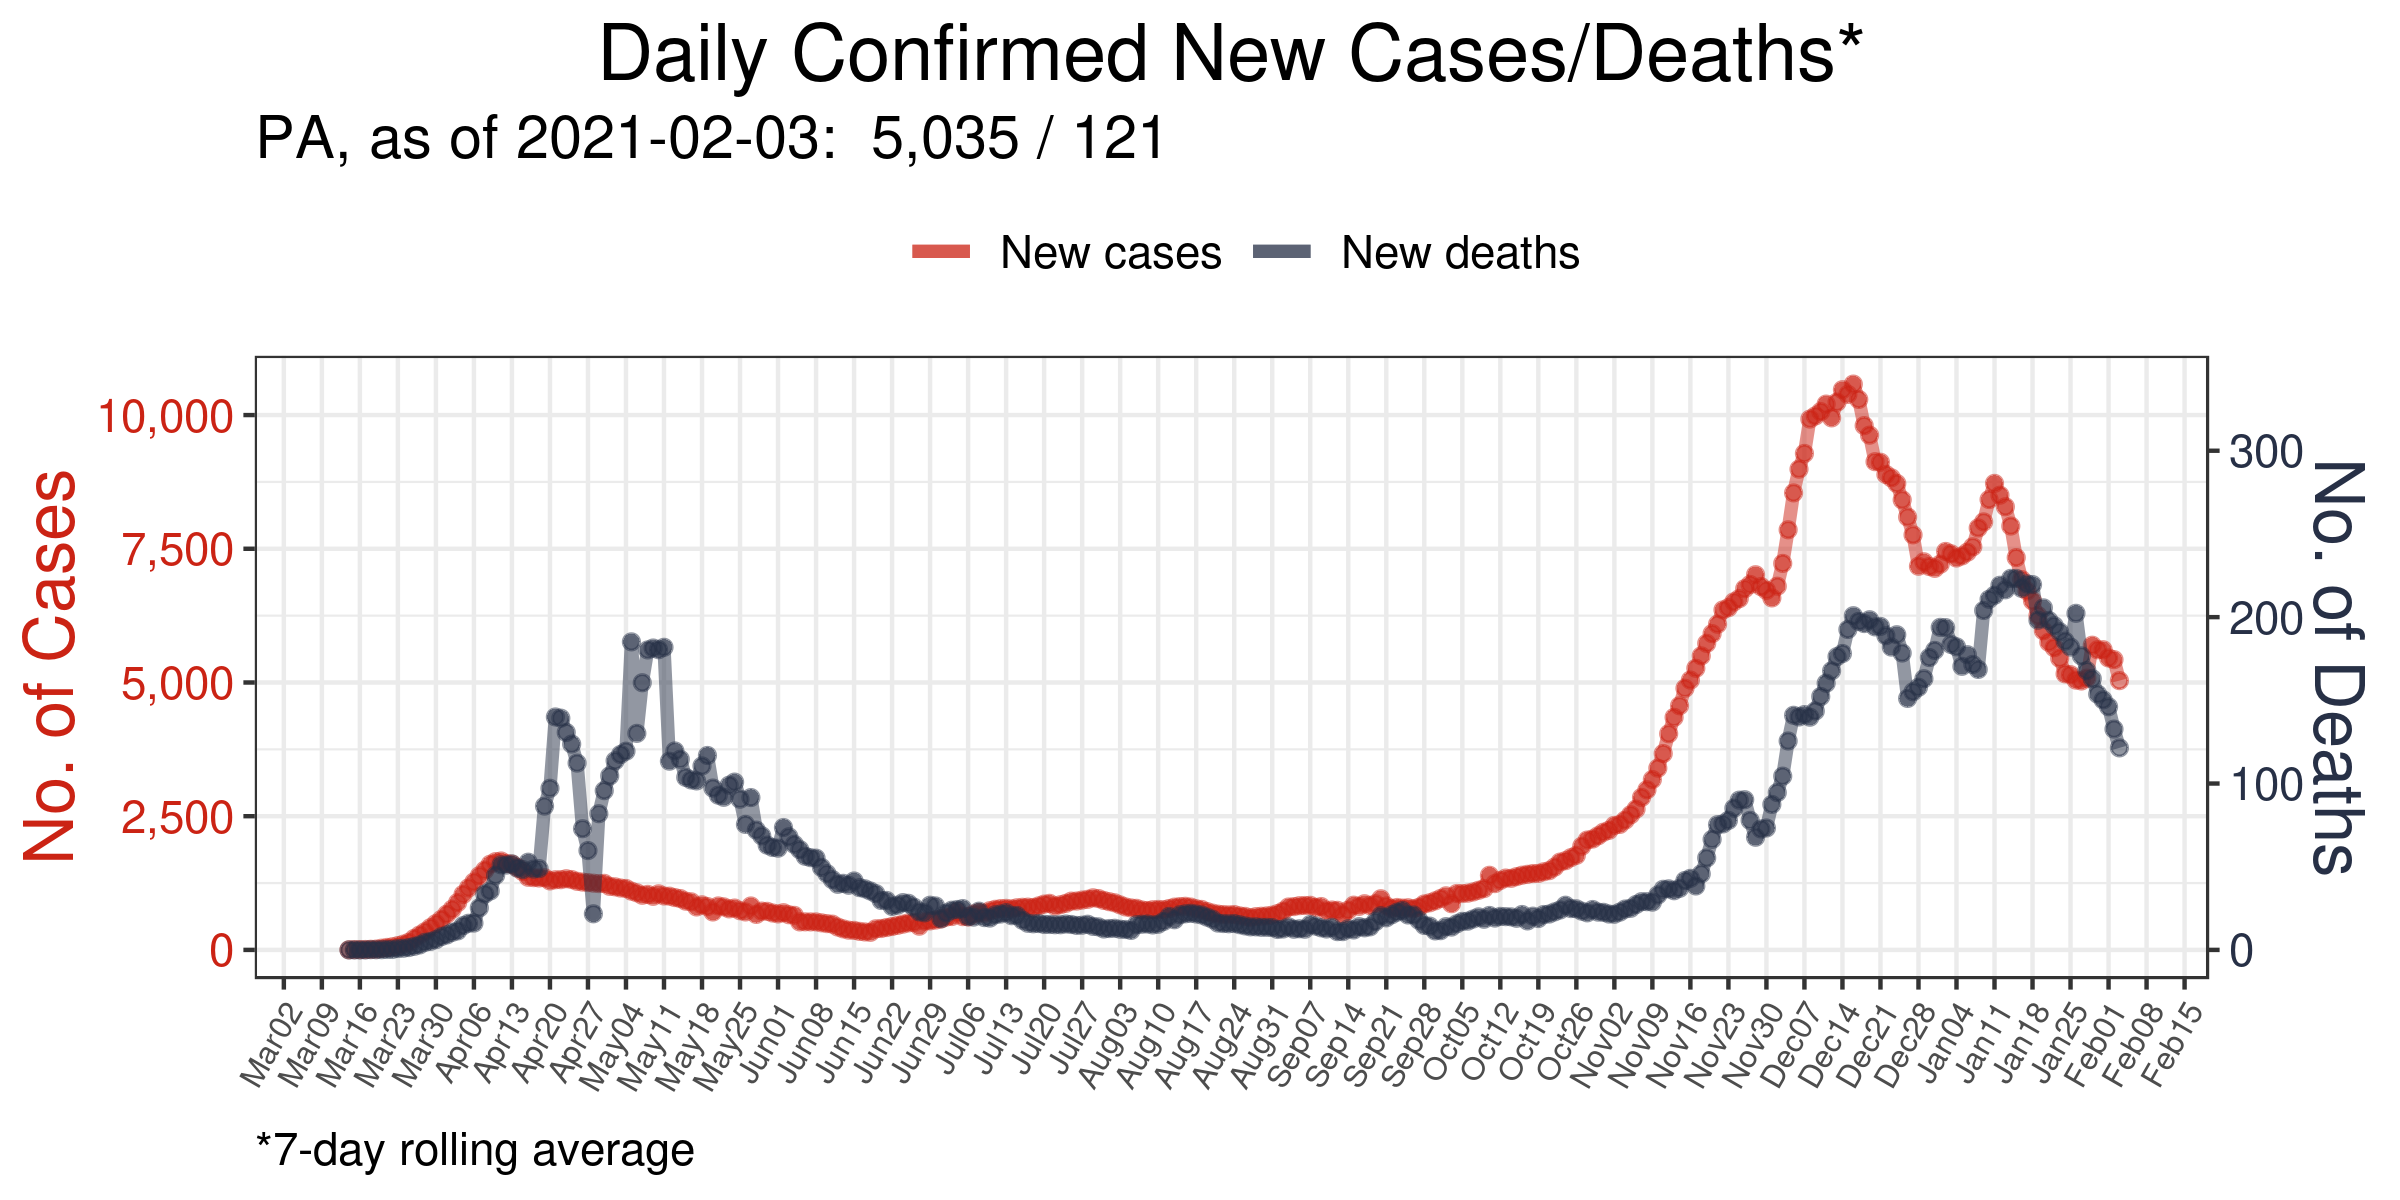 Daily Confirmed New Cases/Deaths*
PA, as of 2021-02-03:  5,035 / 121
New cases
New deaths
No. of Cases
10,000
7,500
5,000
2,500
0
300
200
100
0
No. of Deaths
Mar02
Mar09
Mar16
Mar23
Mar30
Apr06
Apr13
Apr20
Apr27
May04
May11
May18
May25
Jun01
Jun08
Jun15
Jun22
Jun29
Jul06
Jul13
Jul20
Jul27
Aug03
Aug10
Aug17
Aug24
Aug31
Sep07
Sep14
Sep21
Sep28
Oct05
Oct12
Oct19
Oct26
Nov02
Nov09
Nov16
Nov23
Nov30
Dec07
Dec14
Dec21
Dec28
Jan04
Jan11
Jan18
Jan25
Feb01
Feb08
Feb15
*7-day rolling average